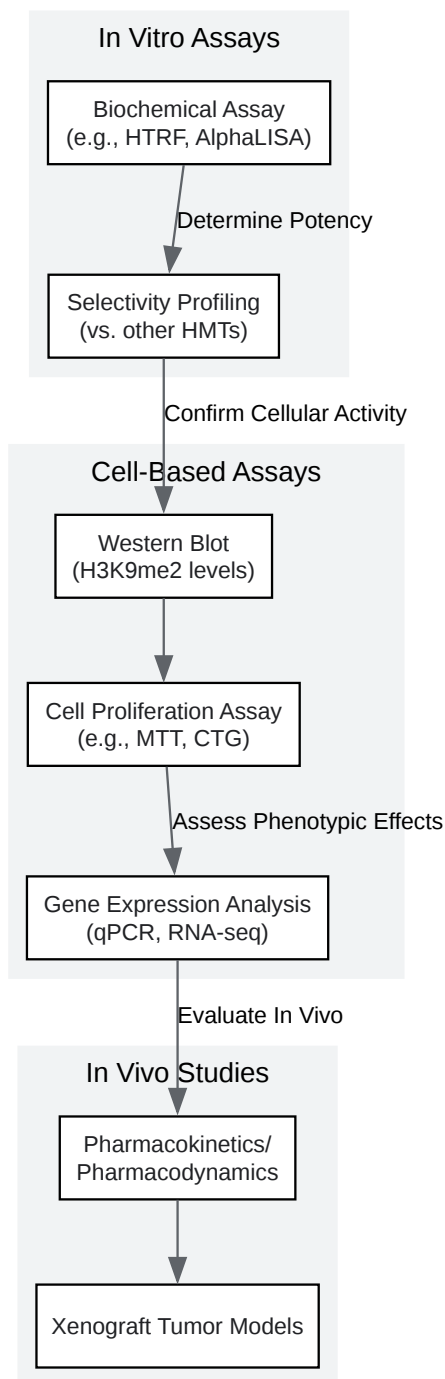 In Vitro Assays
Biochemical Assay
(e.g., HTRF, AlphaLISA)
Determine Potency
Selectivity Profiling
(vs. other HMTs)
Confirm Cellular Activity
Cell-Based Assays
Western Blot
(H3K9me2 levels)
Cell Proliferation Assay
(e.g., MTT, CTG)
Assess Phenotypic Effects
Gene Expression Analysis
(qPCR, RNA-seq)
Evaluate In Vivo
In Vivo Studies
Pharmacokinetics/
Pharmacodynamics
Xenograft Tumor Models